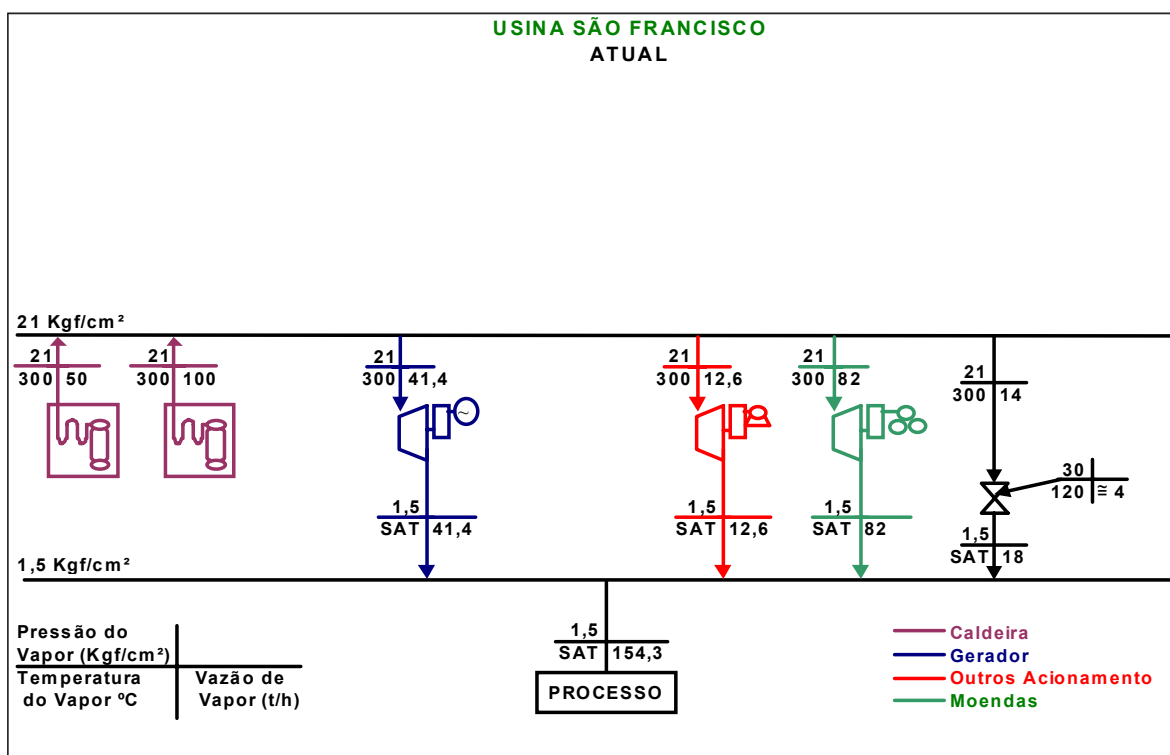 USINA SÃO FRANCISCO
ATUAL
21 Kgf/cm²
21
300 50
21
300 100
21
300 41,4
21
300 12,6
21
300 82
21
300 14
~
30
120 ≅ 4
1,5
SAT 41,4
1,5
SAT 12,6
1,5
SAT 82
1,5
SAT 18
1,5 Kgf/cm²
1,5
SAT 154,3
PROCESSO
Pressão do
Vapor (Kgf/cm²)
Temperatura
do Vapor ºC
Vazão de
Vapor (t/h)
Caldeira
Gerador
Outros Acionamento
Moendas